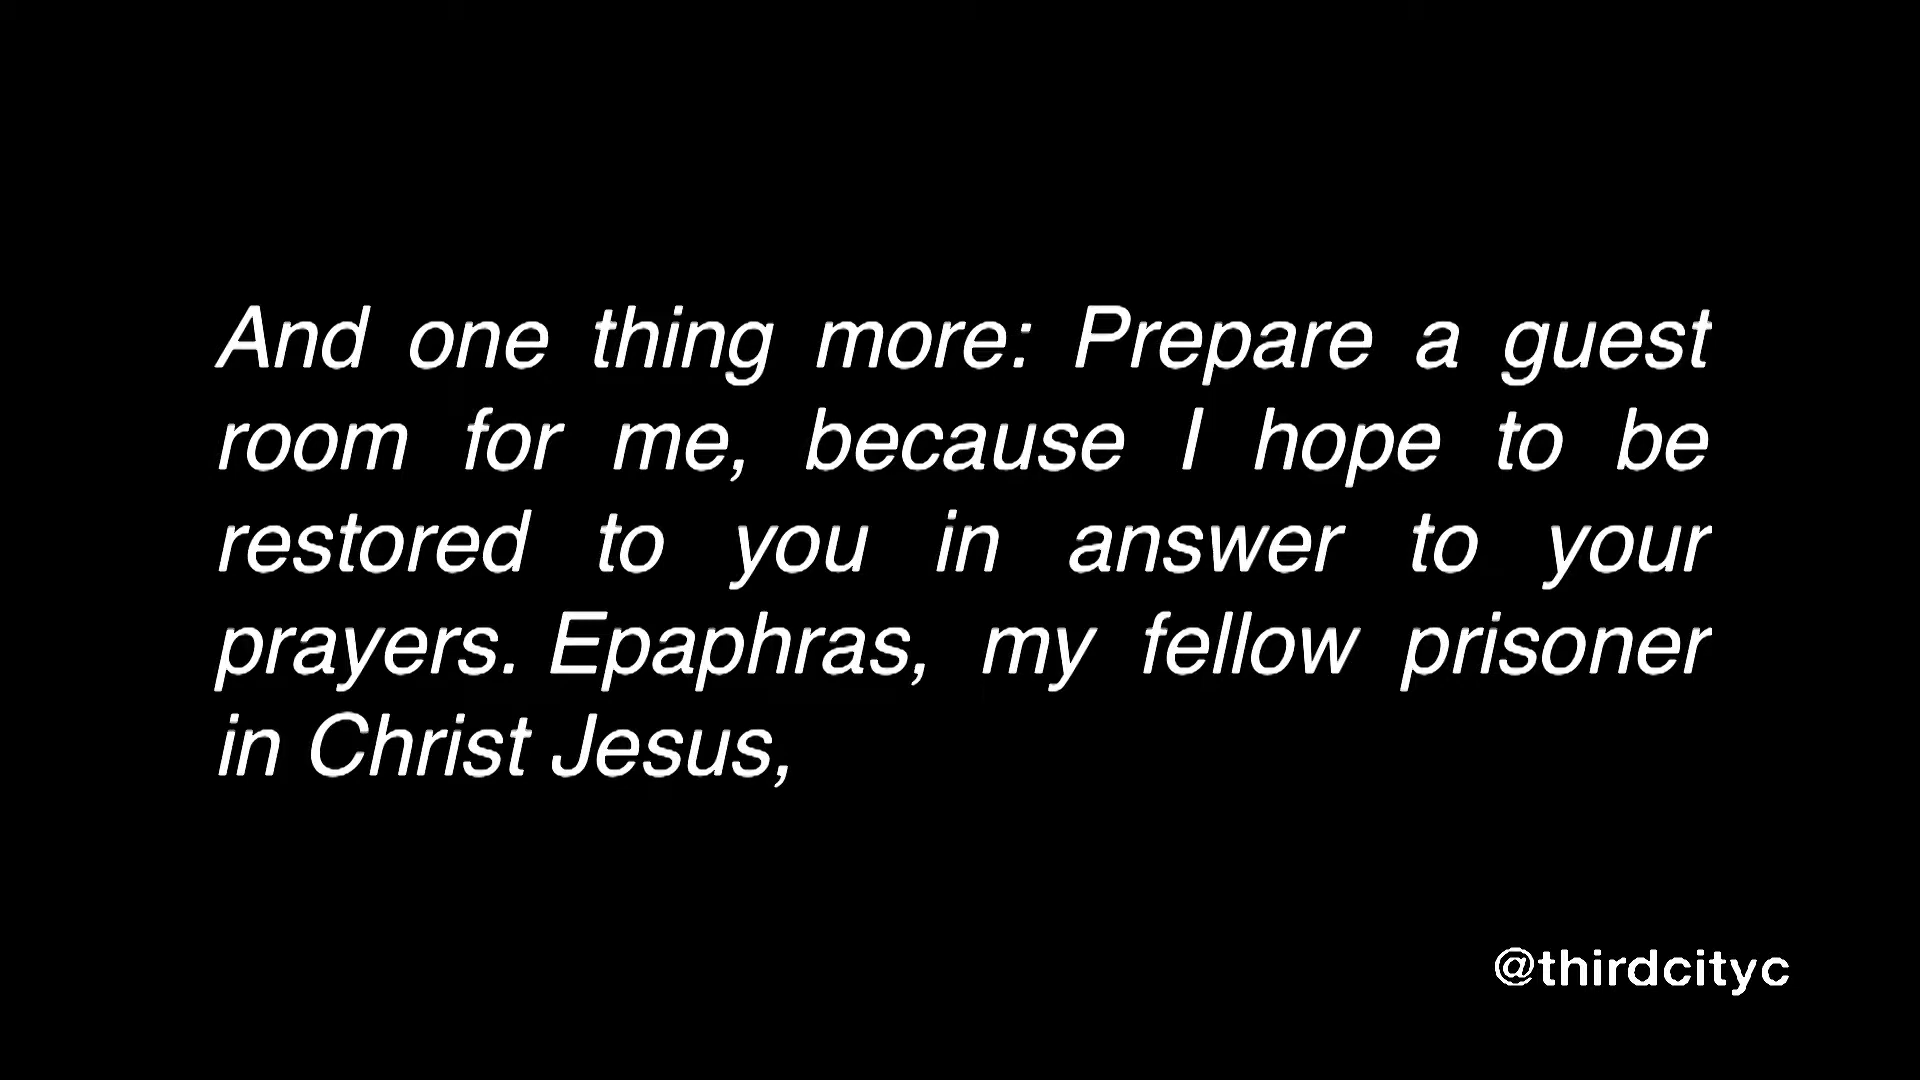 And one thing more: Prepare a guest
room for me, because I hope to be
restored to you in answer to your
prayers. Epaphras, my fellow prisoner
in Christ Jesus,
@thirdcityc